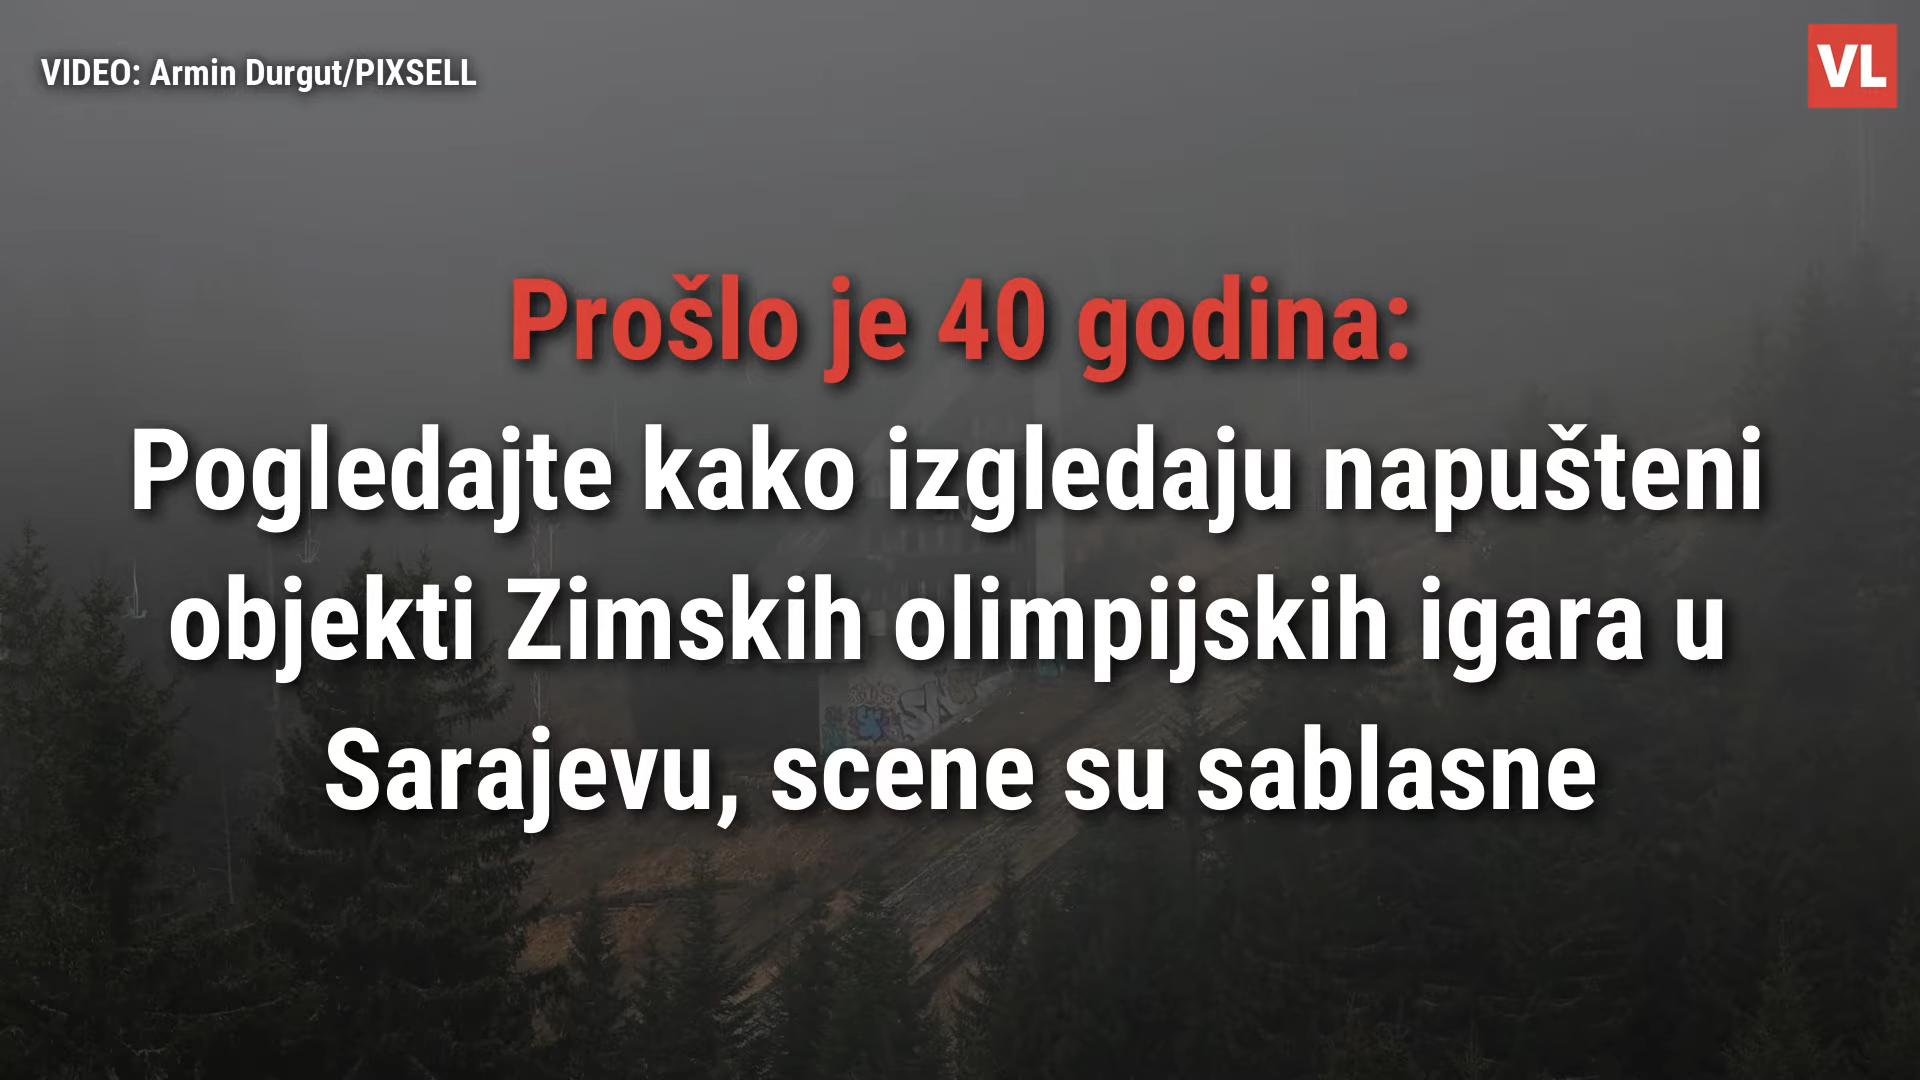 VIDEO: Armin Durgut/PIXSELL
VL
Prošlo je 40 godina:
Pogledajte kako izgledaju napušteni
objekti Zimskih olimpijskih igara u
Sarajevu, scene su sablasne